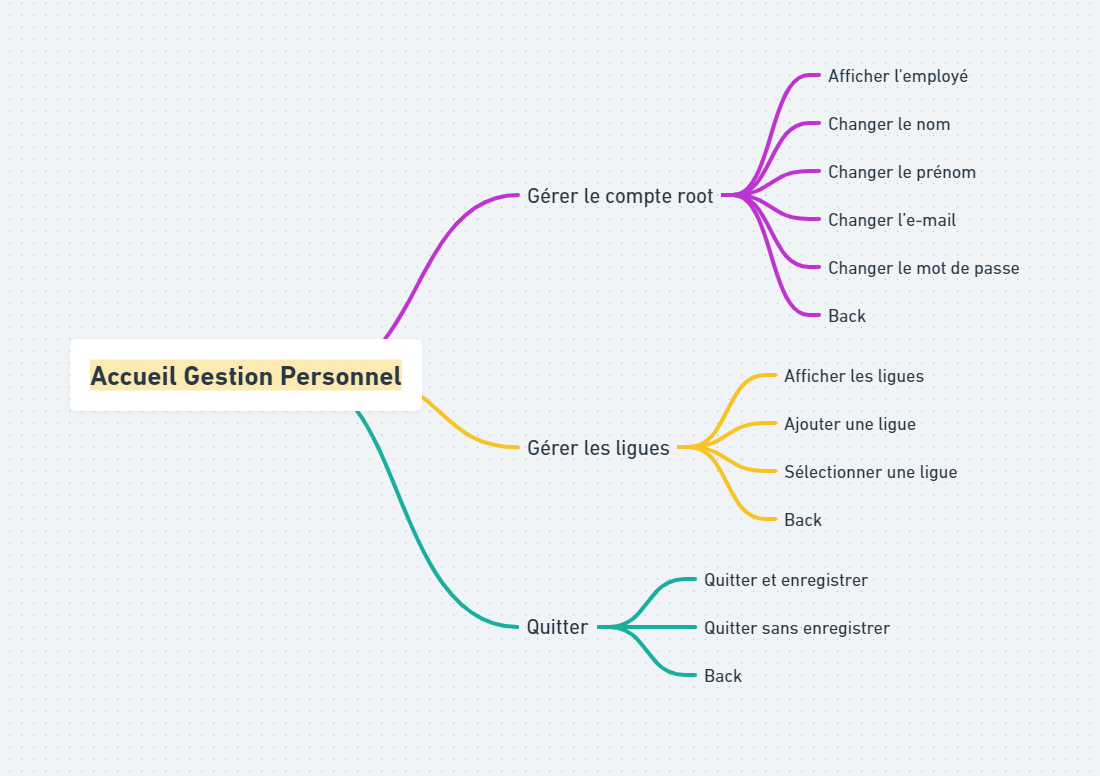 Accueil Gestion Personnel
Gérer le compte root
Afficher l'employé
Changer le nom
Changer le prénom
Changer l'e-mail
Changer le mot de passe
Back
Gérer les ligues
Afficher les ligues
Ajouter une ligue
Sélectionner une ligue
Back
Quitter
Quitter et enregistrer
Quitter sans enregistrer
Back